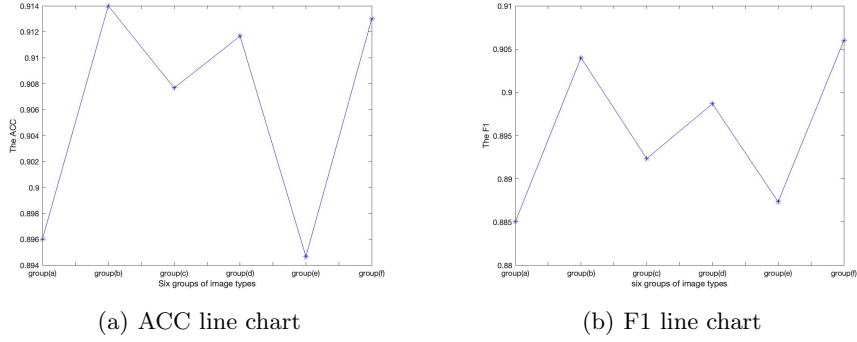 0.914
0.912
0.91
0.908
0.906
0.904
0.902
0.9
0.898
0.896
0.894
The ACC
group(a) group(b) group(c) group(d) group(e) group(f)
Six groups of image types
(a) ACC line chart
0.91
0.905
0.9
0.895
0.89
0.885
0.88
The F1
group(a) group(b) group(c) group(d) group(e) group(f)
six groups of image types
(b) F1 line chart